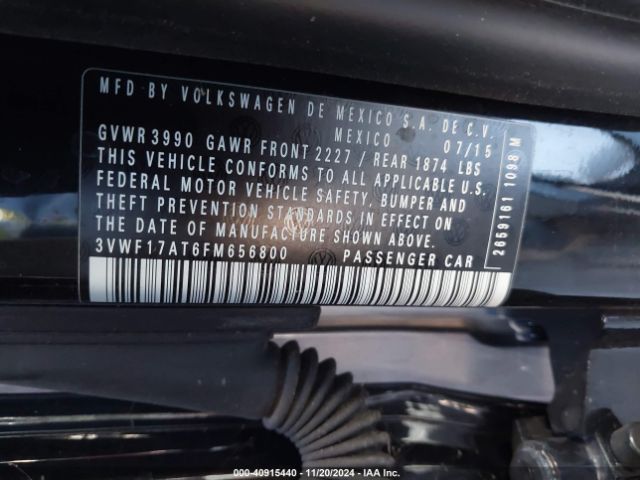 MFD BY VOLKSWAGEN DE MEXICO S.A. DE C.V.
MEXICO 07/15
GVWR 3990 GAWR FRONT 2227 / REAR 1874 LBS
THIS VEHICLE CONFORMS TO ALL APPLICABLE U.S.
FEDERAL MOTOR VEHICLE SAFETY, BUMPER AND
THEFT PREVENTION STANDARDS IN EFFECT ON
THE DATE OF MANUFACTURE SHOWN ABOVE.
3VWF17AT6FM656800 PASSENGER CAR
2659161 1098 M
000-40915440 - 11/20/2024 - IAA Inc.